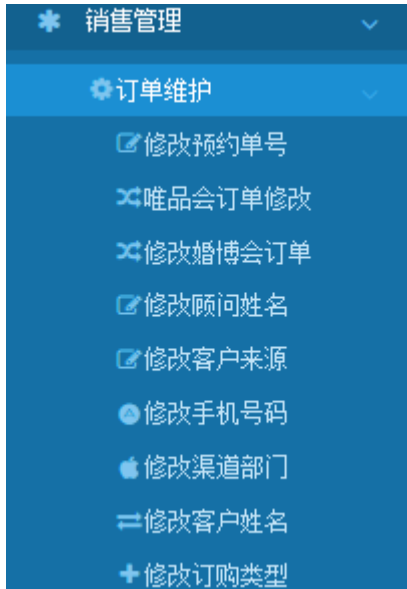 销售管理
订单维护
修改预约单号
唯品会订单修改
修改婚博会订单
修改顾问姓名
修改客户来源
修改手机号码
修改渠道部门
修改客户姓名
修改订购类型